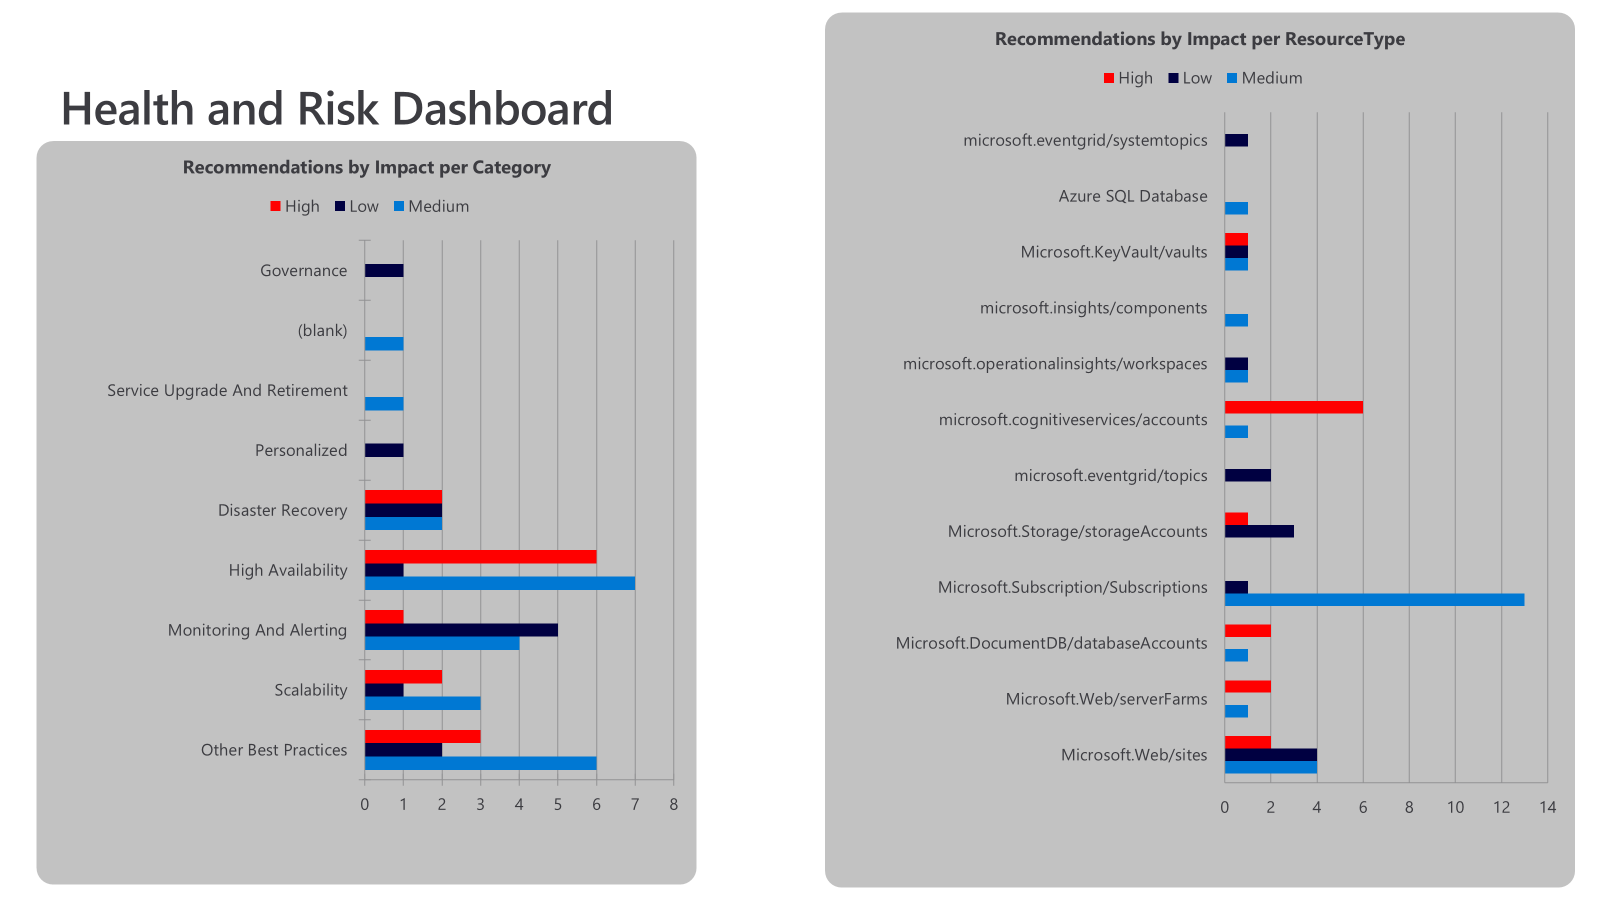 Health and Risk Dashboard
Recommendations by Impact per Category
High Low Medium
Governance
(blank)
Service Upgrade And Retirement
Personalized
Disaster Recovery
High Availability
Monitoring And Alerting
Scalability
Other Best Practices
0 1 2 3 4 5 6 7 8
Recommendations by Impact per ResourceType
High Low Medium
microsoft.eventgrid/systemtopics
Azure SQL Database
Microsoft.KeyVault/vaults
microsoft.insights/components
microsoft.operationalinsights/workspaces
microsoft.cognitiveservices/accounts
microsoft.eventgrid/topics
Microsoft.Storage/storageAccounts
Microsoft.Subscription/Subscriptions
Microsoft.DocumentDB/databaseAccounts
Microsoft.Web/serverFarms
Microsoft.Web/sites
0 2 4 6 8 10 12 14